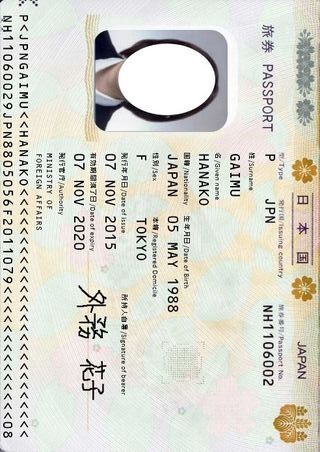 旅券 PASSPORT
日本国
JAPAN
型/Type 発行国/Issuing country 旅券番号/Passport No.
P JPN NH1106002
姓/Surname
GAIMU
名/Given name
HANAKO
国籍/Nationality 生年月日/Date of Birth
JAPAN 05 MAY 1988
性別/Sex 本籍/Registered Domicile
F TOKYO
発行年月日/Date of issue 所持人自署/Signature of bearer
07 NOV 2015
有効期間満了日/Date of expiry
07 NOV 2020
外務 花子
発行官庁/Authority
MINISTRY OF
FOREIGN AFFAIRS
P<JPNGAIMU<<HANAKO<<<<<<<<<<<<<<<<<<<<<<<<<<
NH11060029JPN8805056F2011079<<<<<<<<<<<<<<08